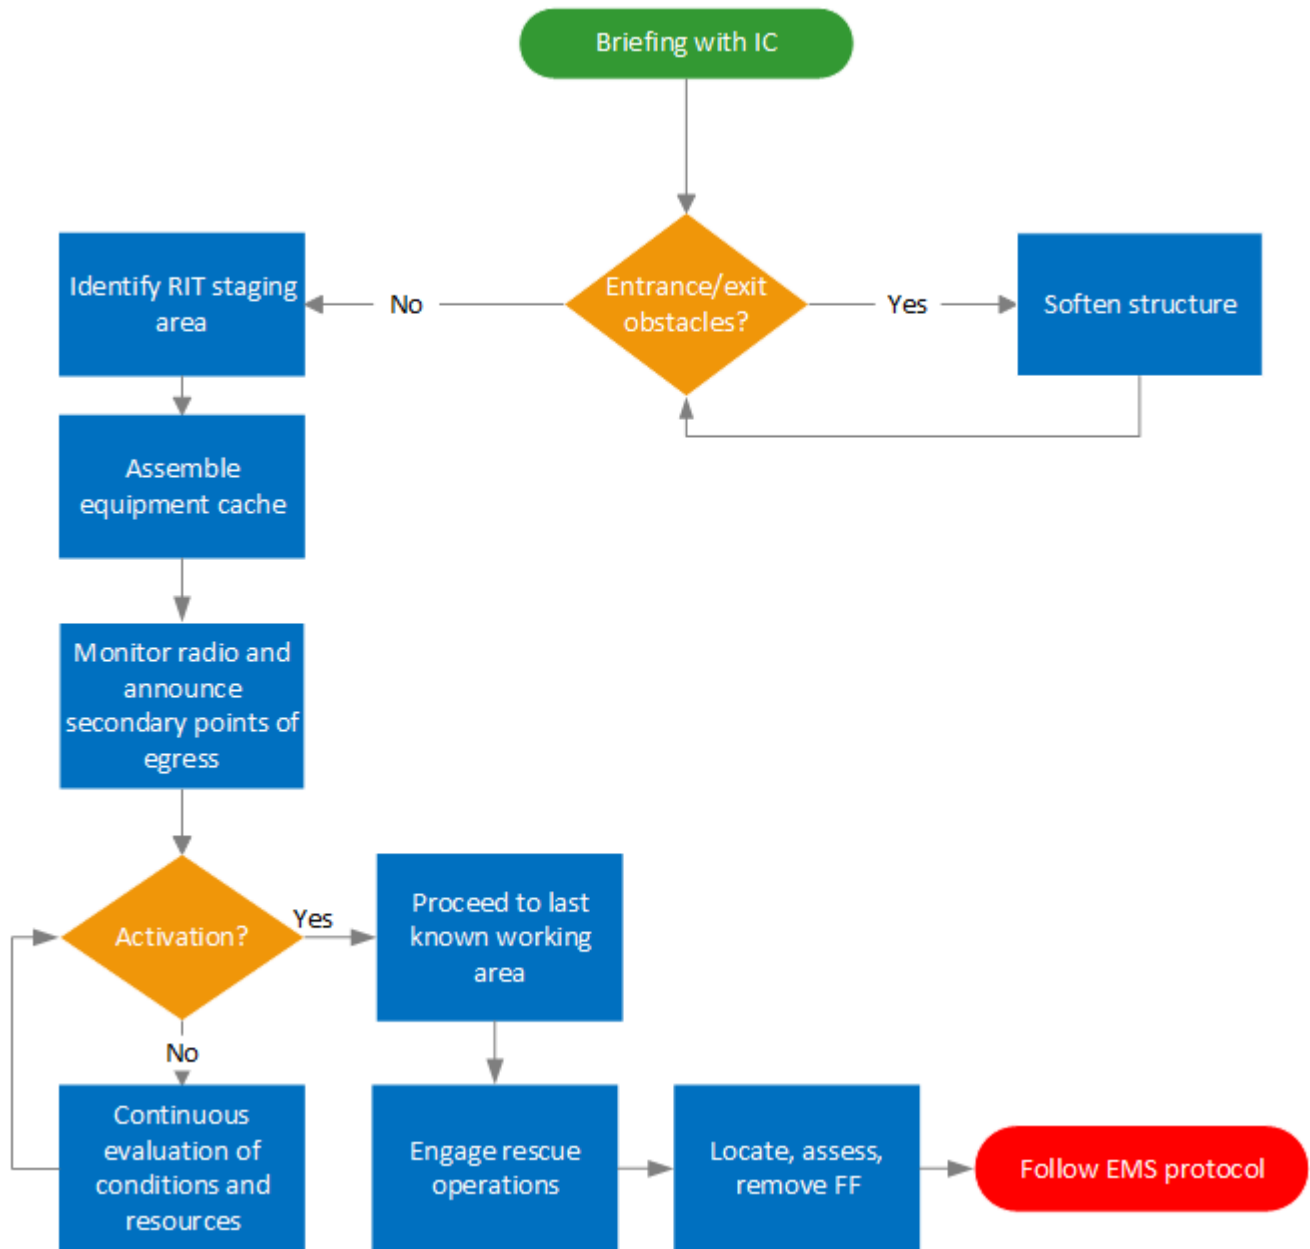 Briefing with IC
Entrance/exit
obstacles?
No
Yes
Identify RIT staging
area
Soften structure
Assemble
equipment cache
Monitor radio and
announce
secondary points of
egress
Activation?
Yes
No
Proceed to last
known working
area
Continuous
evaluation of
conditions and
resources
Engage rescue
operations
Locate, assess,
remove FF
Follow EMS protocol